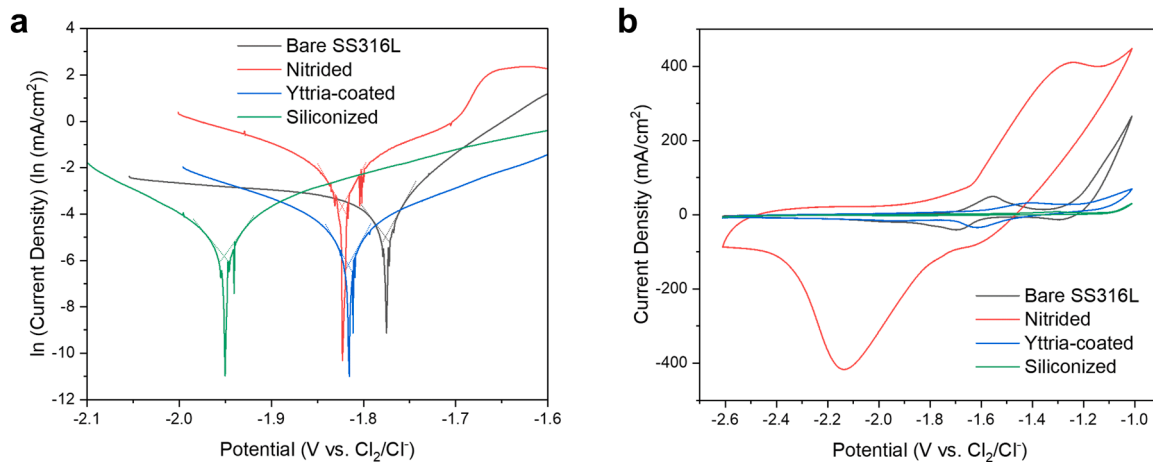 a
Bare SS316L
Nitrided
Yttria-coated
Siliconized
ln (Current Density) (ln (mA/cm²))
4
2
0
-2
-4
-6
-8
-10
-12
-2.1
-2.0
-1.9
-1.8
-1.7
-1.6
Potential (V vs. Cl₂/Cl⁻)
b
Current Density (mA/cm²)
400
200
0
-200
-400
Bare SS316L
Nitrided
Yttria-coated
Siliconized
-2.6
-2.4
-2.2
-2.0
-1.8
-1.6
-1.4
-1.2
-1.0
Potential (V vs. Cl₂/Cl⁻)